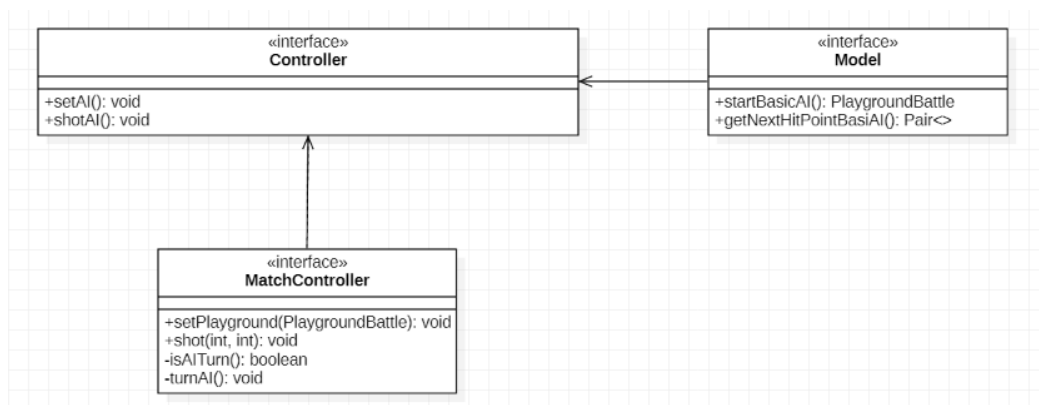 «interface»
Controller
+setAI(): void
+shotAI(): void
«interface»
Model
+startBasicAI(): PlaygroundBattle
+getNextHitPointBasiAI(): Pair<>
«interface»
MatchController
+setPlayground(PlaygroundBattle): void
+shot(int, int): void
-isAITurn(): boolean
-turnAI(): void